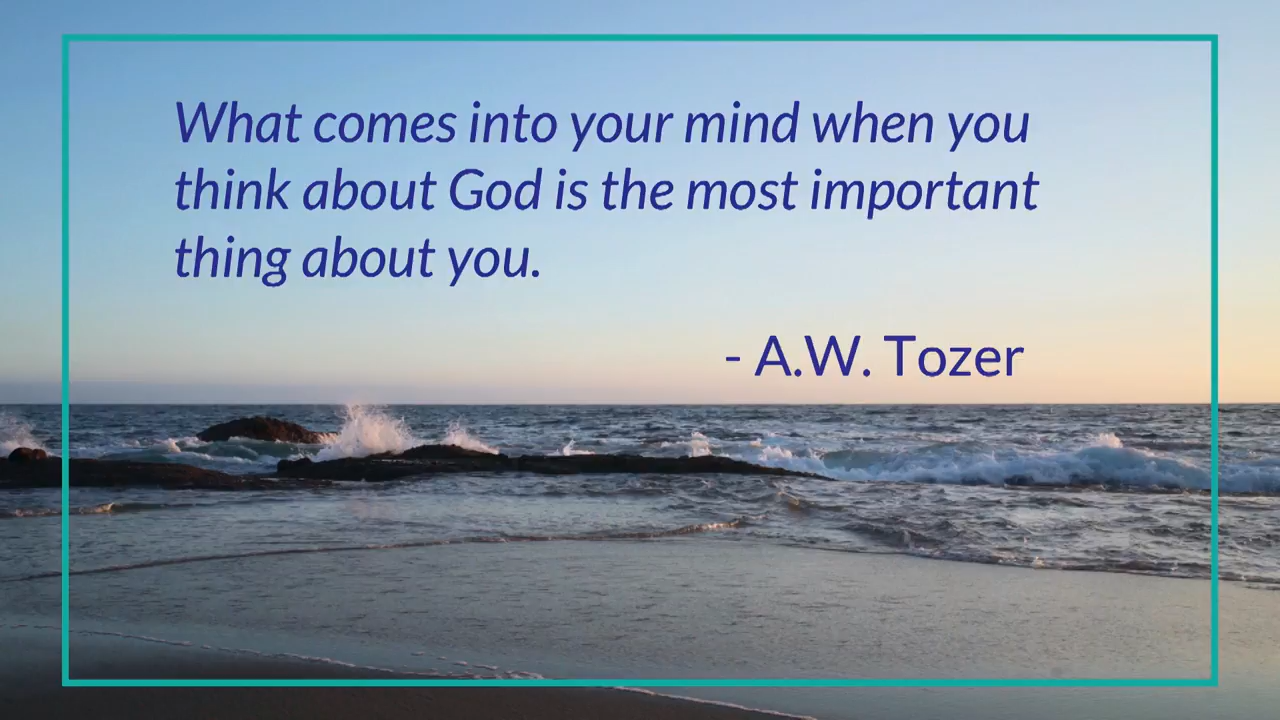 What comes into your mind when you
think about God is the most important
thing about you.
- A.W. Tozer